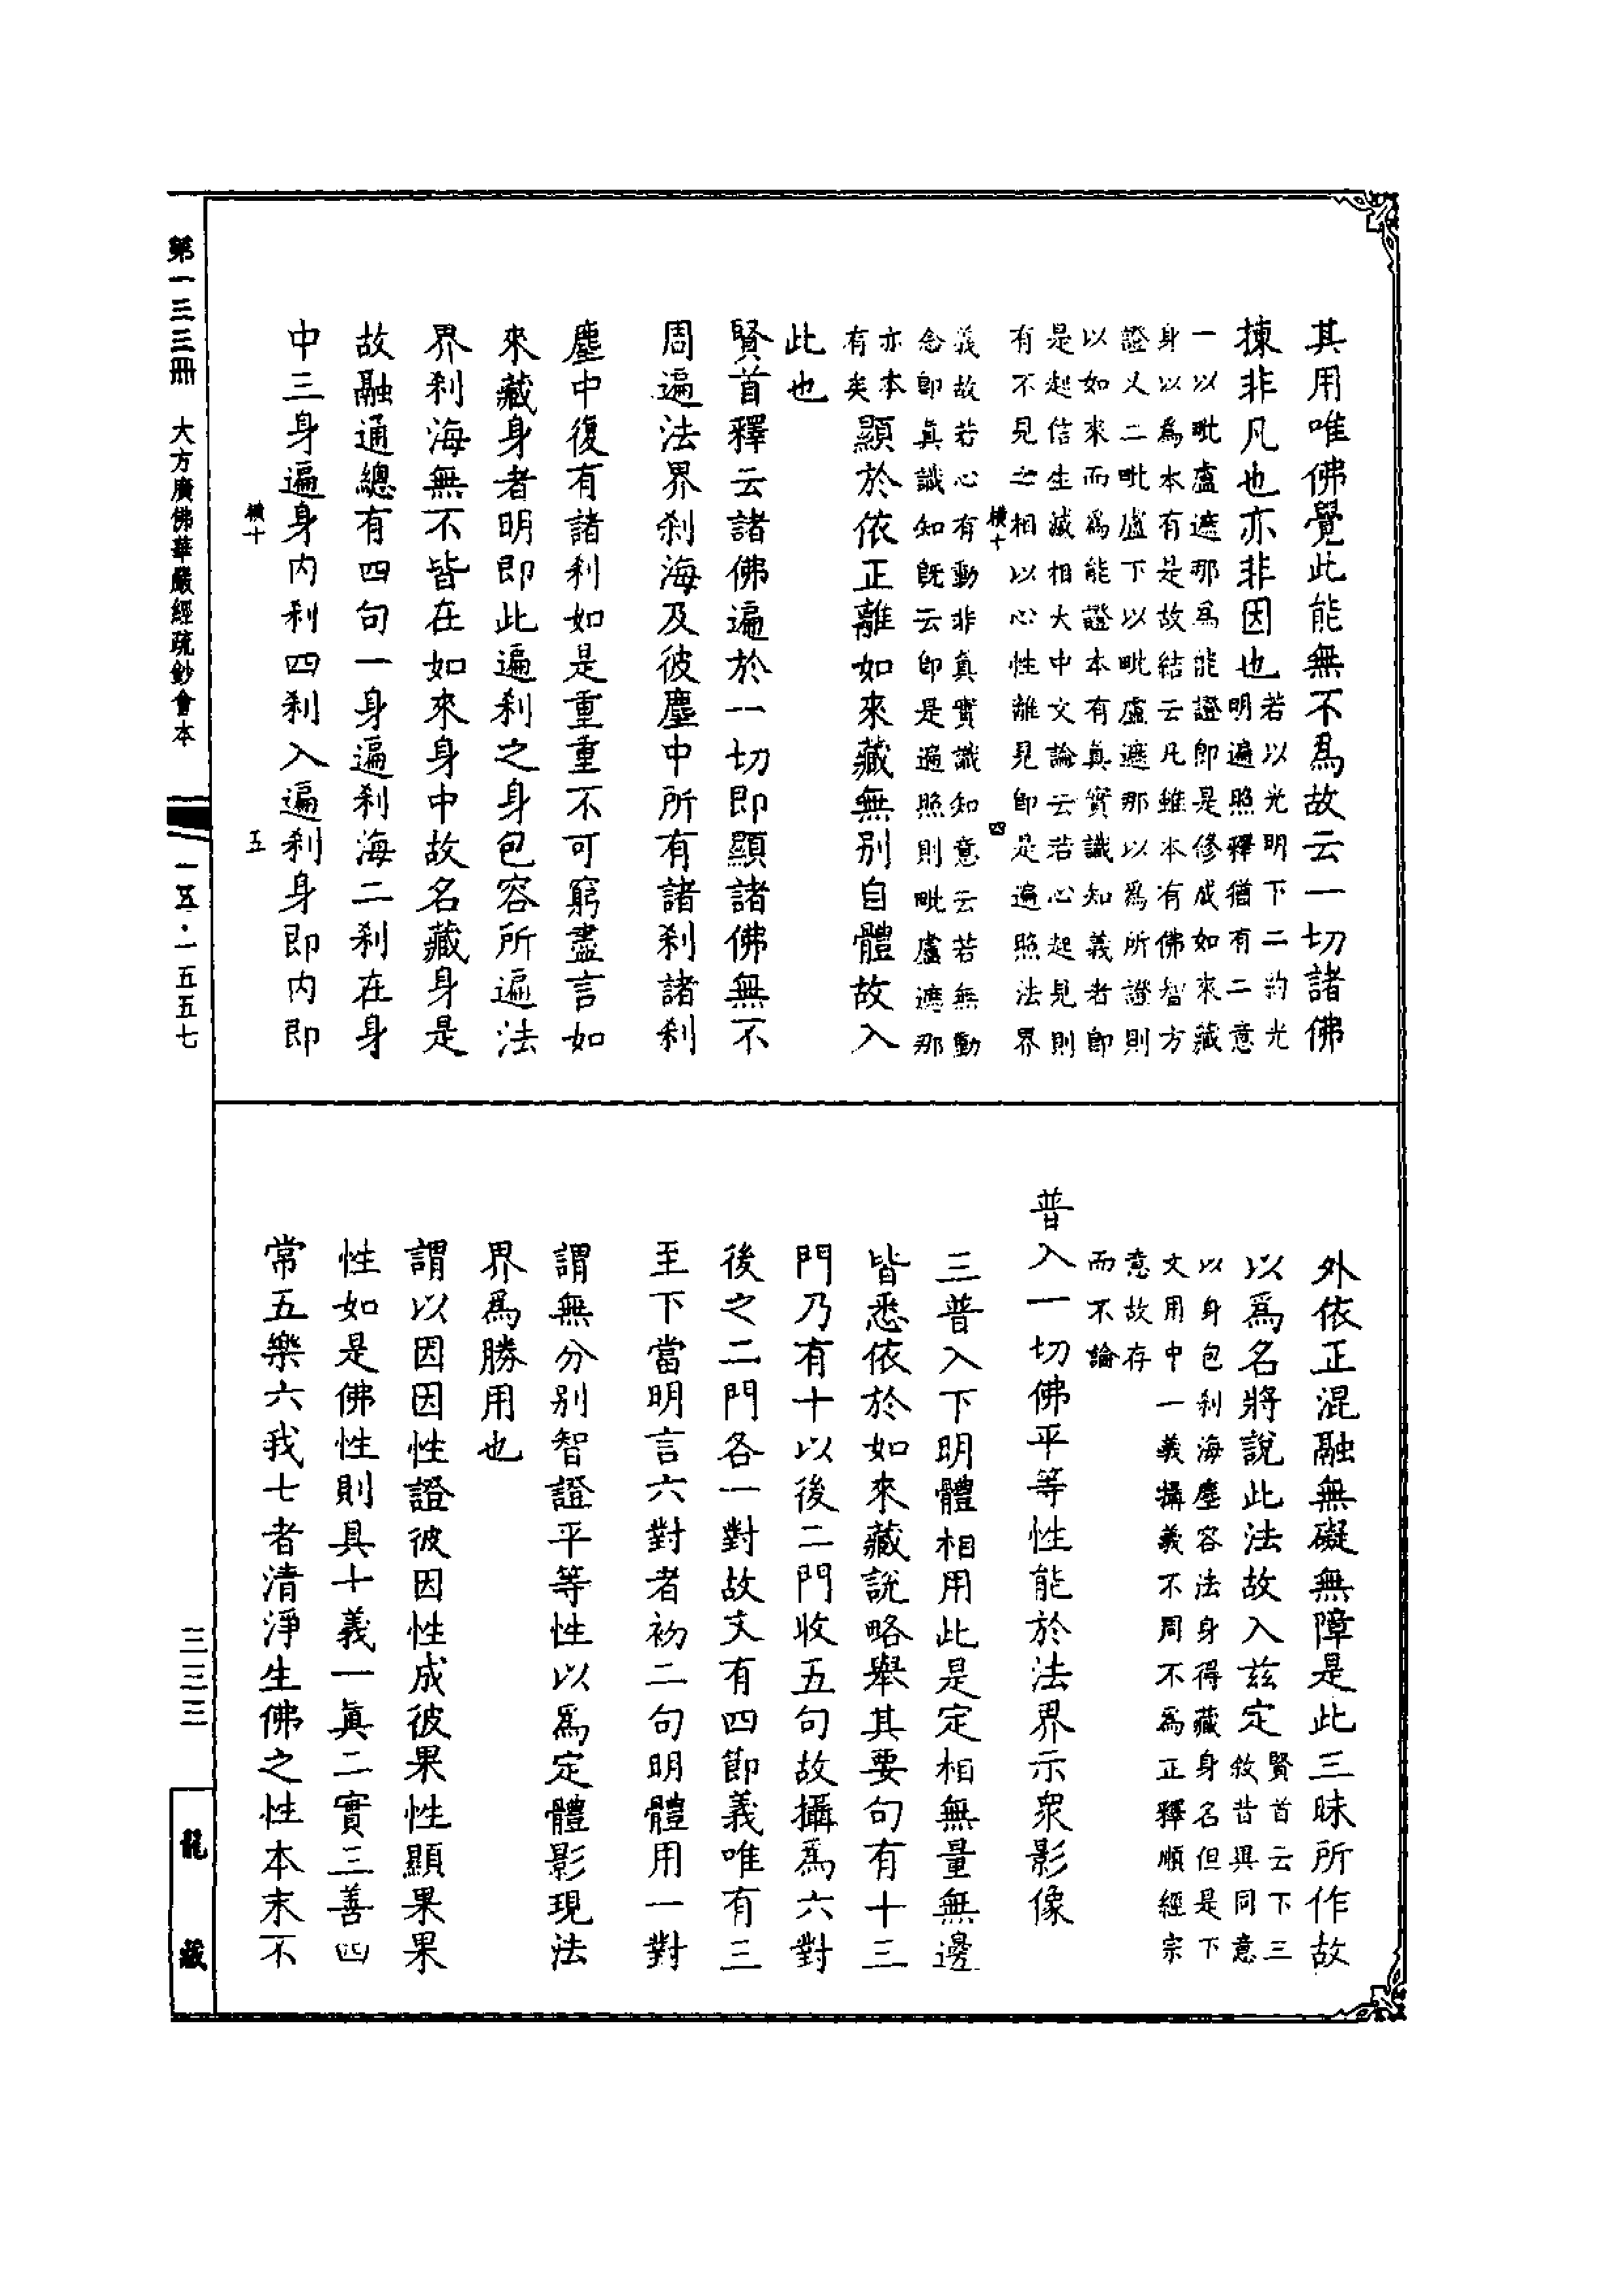 其用唯佛覺此能無不爲故云一切諸佛
揀非凡也亦非因也
若以光明下二約光
明遍照釋猶有二意
一以毗盧遮那爲能證即是修成如來藏
身以爲本有是故結云凡雖本有佛智方
證乂二毗盧下以毗盧遮那以爲所證則
以如來而爲能證本有真實識知義者即
是起信生滅相大中文論云若心起見則
有不見之相以心性離見即是遍照法界
橫十 四
義故若心有動非真實識知意云若無動
念即真識知既云即是遍照則毗盧遮那
亦本
有矣
顯於依正離如來藏無別自體故入
此也
賢首釋云諸佛遍於一切即顯諸佛無不
周遍法界刹海及彼塵中所有諸刹諸刹
塵中復有諸刹如是重重不可窮盡言如
來藏身者明即此遍刹之身包容所遍法
界刹海無不皆在如來身中故名藏身是
故融通總有四句一身遍刹海二刹在身
中三身遍身內刹四刹入遍刹身即內即
橫十 五
外依正混融無礙無障是此三昧所作故
以爲名將說此法故入茲定
賢首云下三
敘昔異同意
以身包刹海塵容法身得藏身名但是下
文用中一義攝義不周不爲正釋順經宗
意故存
而不論
普入一切佛平等性能於法界示衆影像
三普入下明體相用此是定相無量無邊
皆悉依於如來藏說略舉其要句有十三
門乃有十以後二門收五句故攝爲六對
後之二門各一對故文有四節義唯有三
至下當明言六對者初二句明體用一對
謂無分別智證平等性以爲定體影現法
界爲勝用也
謂以因因性證彼因性成彼果性顯果果
性如是佛性則具十義一眞二實三善四
常五樂六我七者清淨生佛之性本末不
第一三三冊 大方廣佛華嚴經疏鈔會本 一五·一五五七
三三三
龍藏